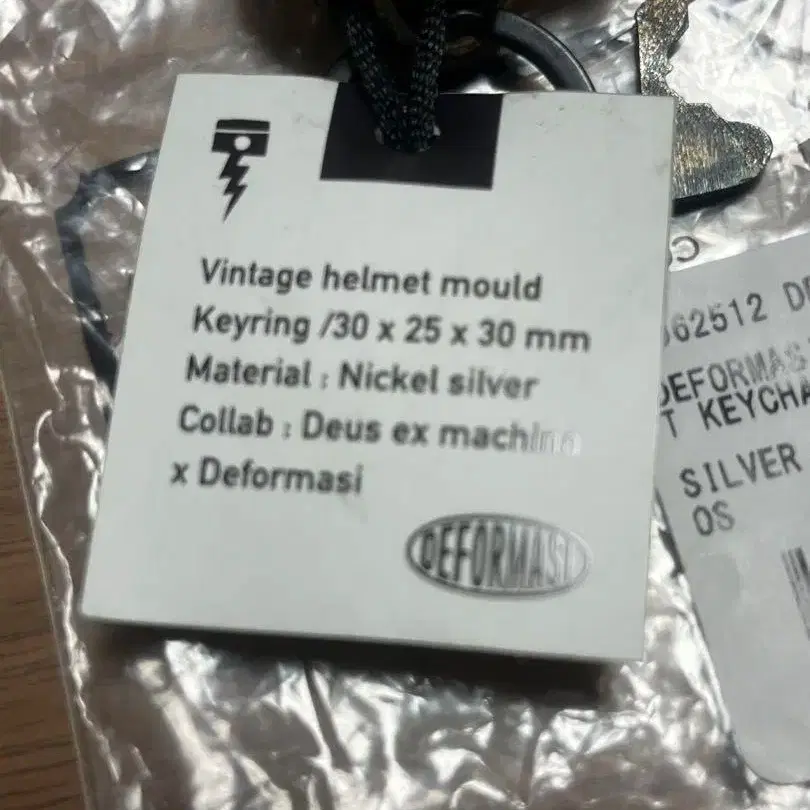 Vintage helmet mould
Keyring /30 x 25 x 30 mm
Material : Nickel silver
Collab : Deus ex machina
x Deformasi
DEFORMASI
62512
KEYCHA
SILVER
OS